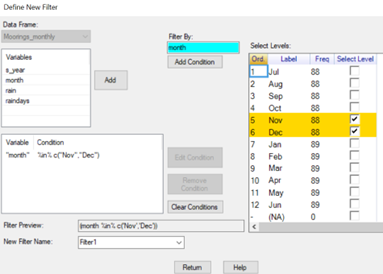 Define New Filter
Data Frame:
Moorings_monthly
Filter By:
month
Variables
s_year
month
rain
raindays
Add
Add Condition
Select Levels:
Ord. Label Freq Select Level
1 Jul 88
2 Aug 88
3 Sep 88
4 Oct 88
5 Nov 88
6 Dec 88
7 Jan 89
8 Feb 89
9 Mar 89
10 Apr 89
11 May 89
12 Jun 89
- (NA) 0
Variable Condition
"month" %in% c("Nov","Dec")
Edit Condition
Remove
Condition
Clear Conditions
Filter Preview: (month %in% c('Nov','Dec'))
New Filter Name: Filter1
Return Help